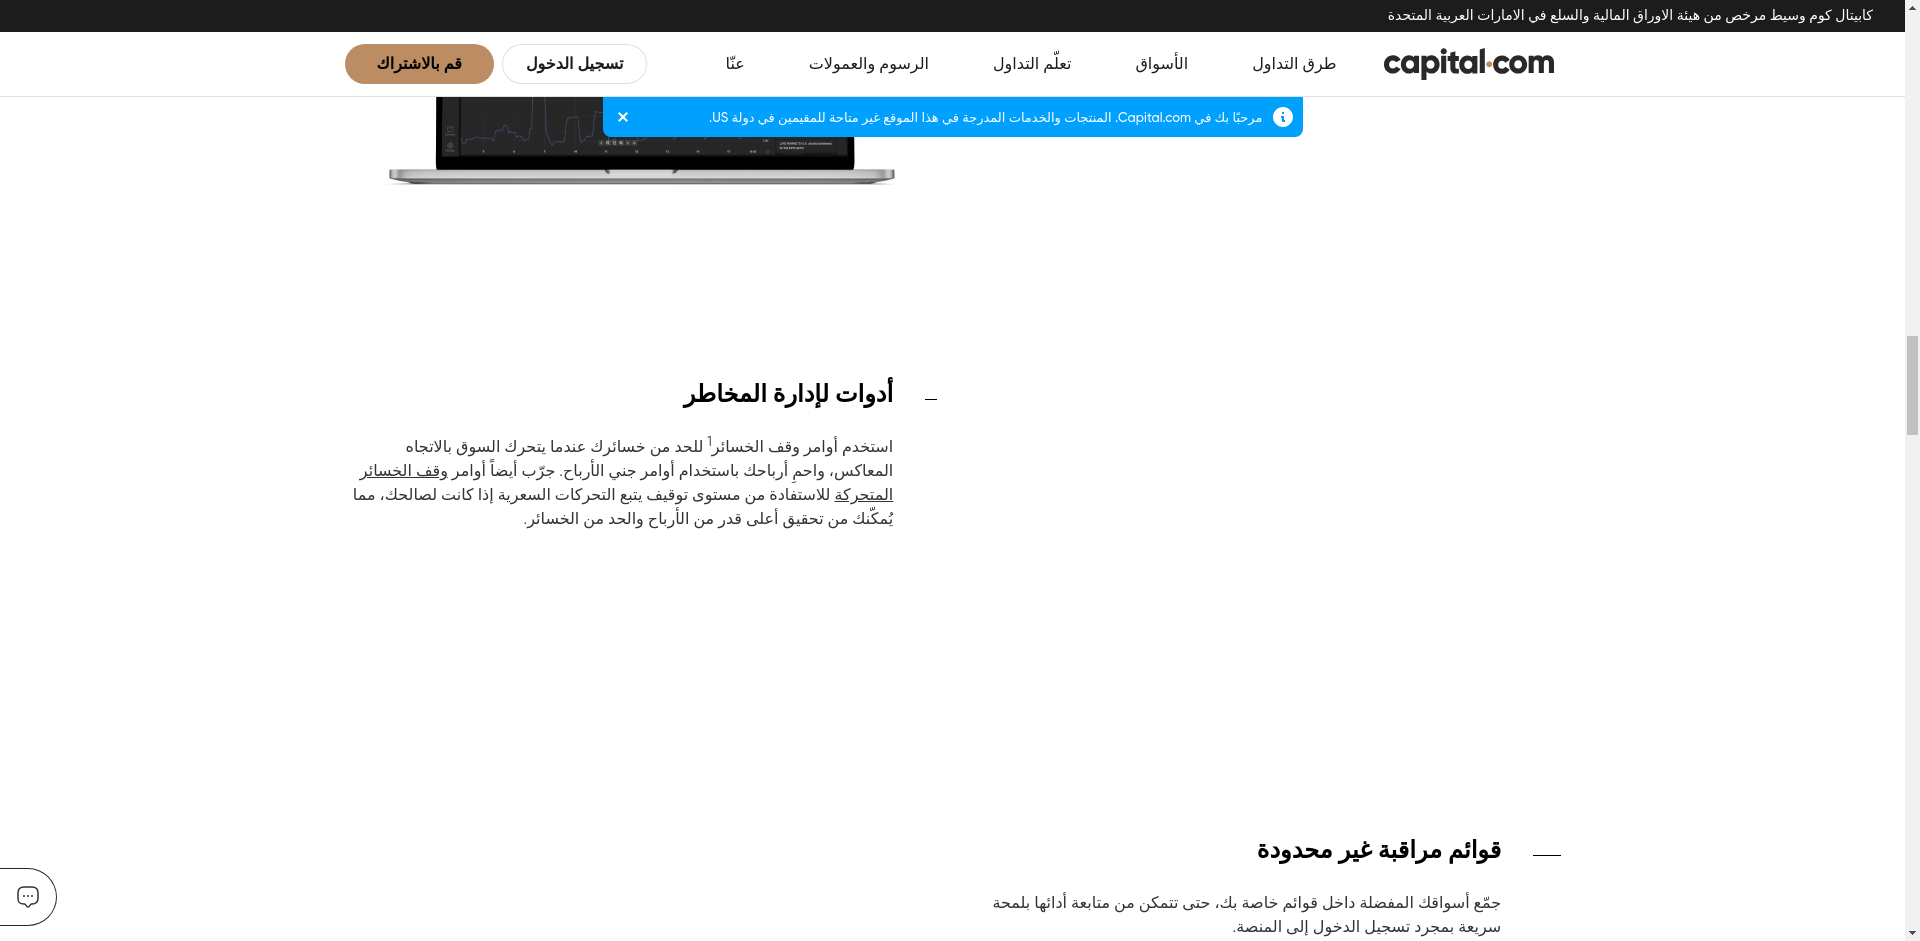 كابيتال كوم وسيط مرخص من هيئة الاوراق المالية والسلع في الامارات العربية المتحدة
capital.com
طرق التداول
الأسواق
تعلّم التداول
الرسوم والعمولات
عنّا
تسجيل الدخول
قم بالاشتراك
مرحبًا بك في Capital.com. المنتجات والخدمات المدرجة في هذا الموقع غير متاحة للمقيمين في دولة US.
أدوات لإدارة المخاطر
استخدم أوامر وقف الخسائر1 للحد من خسائرك عندما يتحرك السوق بالاتجاه
المعاكس، واحمِ أرباحك باستخدام أوامر جني الأرباح. جرّب أيضاً أوامر وقف الخسائر
المتحركة للاستفادة من مستوى توقيف يتبع التحركات السعرية إذا كانت لصالحك، مما
يُمكّنك من تحقيق أعلى قدر من الأرباح والحد من الخسائر.
قوائم مراقبة غير محدودة
جمّع أسواقك المفضلة داخل قوائم خاصة بك، حتى تتمكن من متابعة أدائها بلمحة
سريعة بمجرد تسجيل الدخول إلى المنصة.